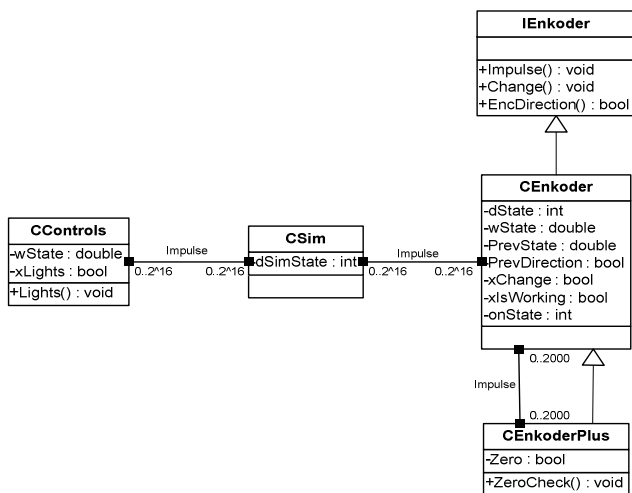 IEnkoder
+Impulse() : void
+Change() : void
+EncDirection() : bool
CEnkoder
-dState : int
-wState : double
-PrevState : double
-PrevDirection : bool
-xChange : bool
-xIsWorking : bool
-onState : int
CControls
-wState : double
-xLights : bool
+Lights() : void
Impulse
0..2^16
0..2^16
CSim
-dSimState : int
Impulse
0..2^16
0..2^16
0..2000
Impulse
0..2000
CEnkoderPlus
-Zero : bool
+ZeroCheck() : void